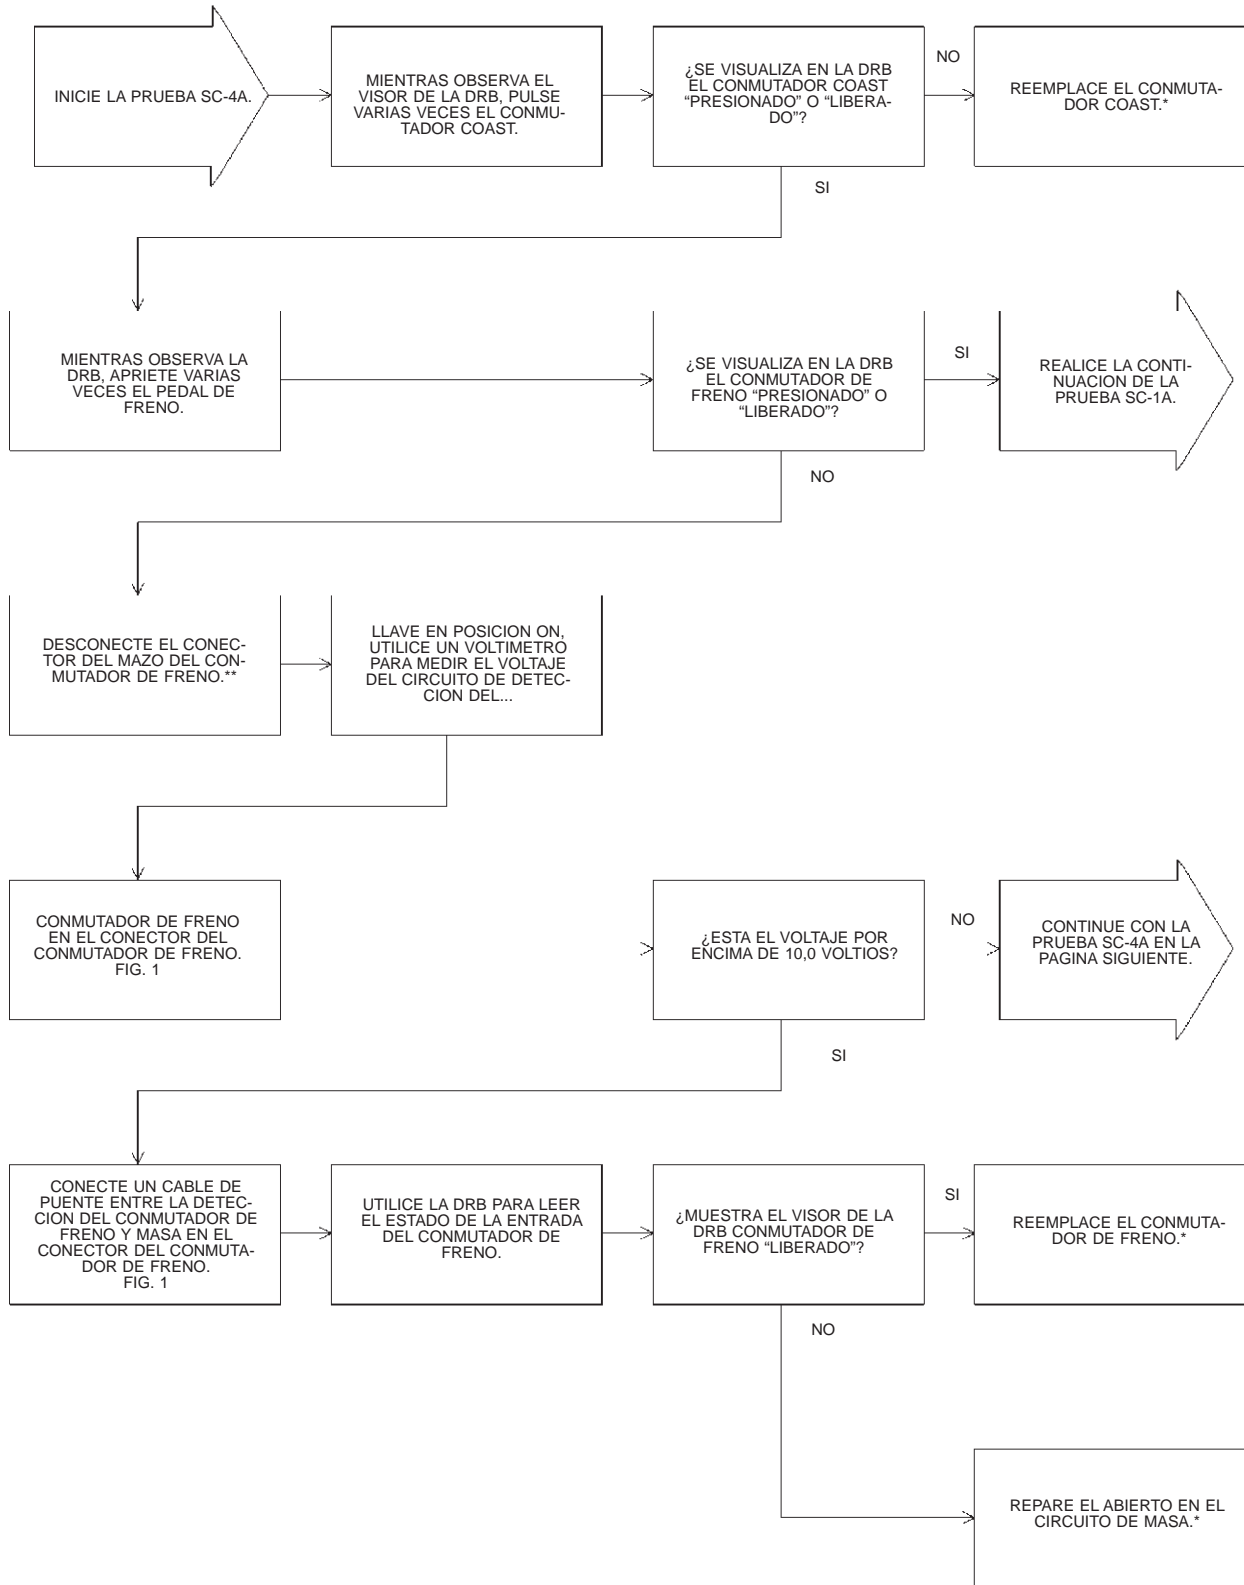 INICIE LA PRUEBA SC-4A.
MIENTRAS OBSERVA EL
VISOR DE LA DRB, PULSE
VARIAS VECES EL CONMU-
TADOR COAST.
¿SE VISUALIZA EN LA DRB
EL CONMUTADOR COAST
“PRESIONADO” O “LIBERA-
DO”?
NO
REEMPLACE EL CONMUTA-
DOR COAST.*
SI
MIENTRAS OBSERVA LA
DRB, APRIETE VARIAS
VECES EL PEDAL DE
FRENO.
¿SE VISUALIZA EN LA DRB
EL CONMUTADOR DE
FRENO “PRESIONADO” O
“LIBERADO”?
SI
REALICE LA CONTI-
NUACION DE LA
PRUEBA SC-1A.
NO
DESCONECTE EL CONEC-
TOR DEL MAZO DEL CON-
MUTADOR DE FRENO.**
LLAVE EN POSICION ON,
UTILICE UN VOLTIMETRO
PARA MEDIR EL VOLTAJE
DEL CIRCUITO DE DETEC-
CION DEL...
CONMUTADOR DE FRENO
EN EL CONECTOR DEL
CONMUTADOR DE FRENO.
FIG. 1
¿ESTA EL VOLTAJE POR
ENCIMA DE 10,0 VOLTIOS?
NO
CONTINUE CON LA
PRUEBA SC-4A EN LA
PAGINA SIGUIENTE.
SI
CONECTE UN CABLE DE
PUENTE ENTRE LA DETEC-
CION DEL CONMUTADOR DE
FRENO Y MASA EN EL
CONECTOR DEL CONMUTA-
DOR DE FRENO.
FIG. 1
UTILICE LA DRB PARA LEER
EL ESTADO DE LA ENTRADA
DEL CONMUTADOR DE
FRENO.
¿MUESTRA EL VISOR DE LA
DRB CONMUTADOR DE
FRENO “LIBERADO”?
SI
REEMPLACE EL CONMUTA-
DOR DE FRENO.*
NO
REPARE EL ABIERTO EN EL
CIRCUITO DE MASA.*